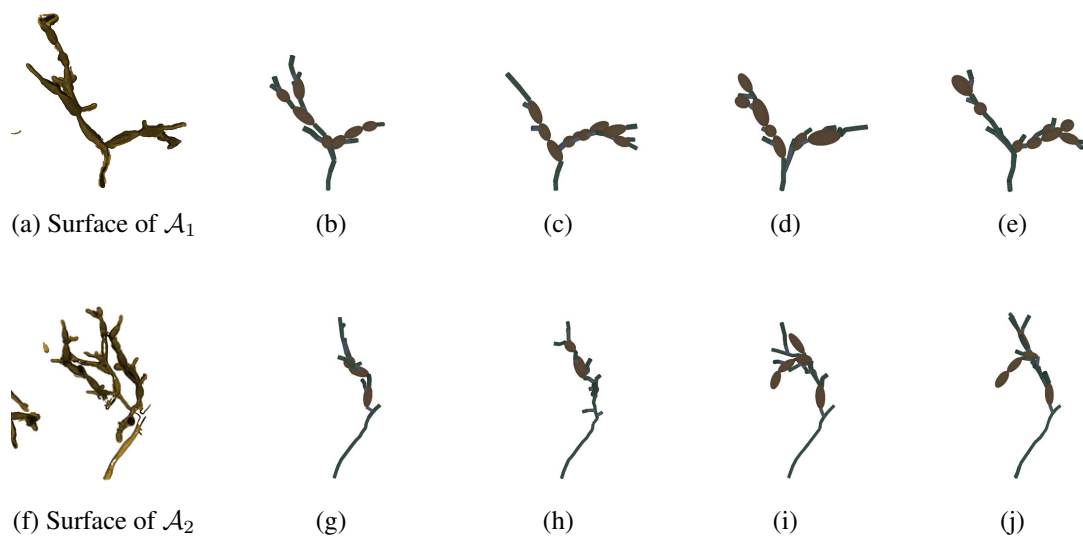 (a) Surface of 𝒜₁
(b)
(c)
(d)
(e)
(f) Surface of 𝒜₂
(g)
(h)
(i)
(j)